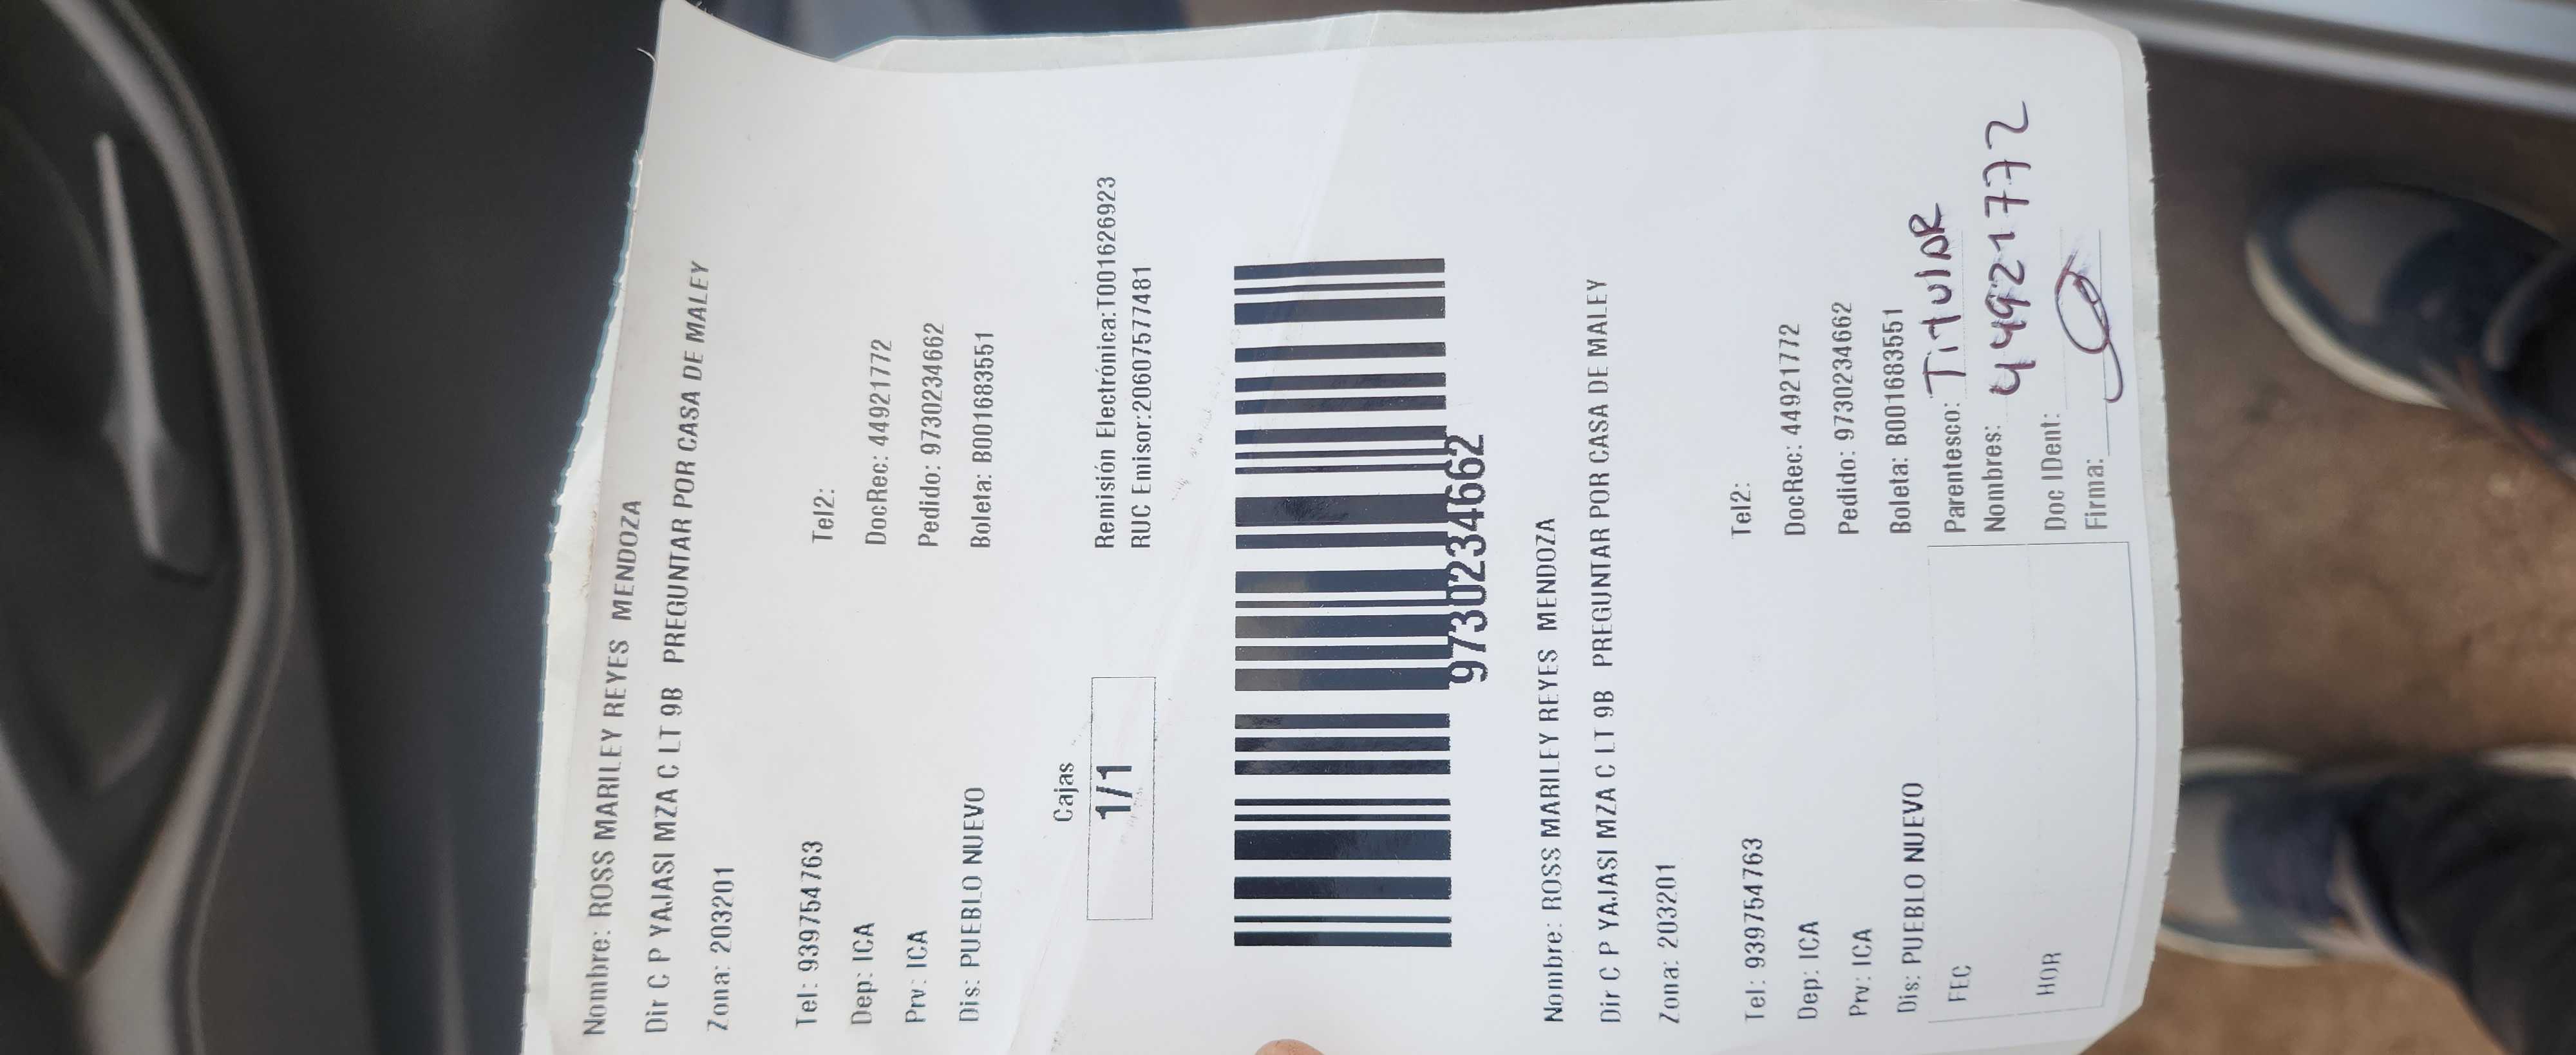 Nombre: ROSS MARILEY REYES MENDOZA
Dir C P YAJASI MZA C LT 9B PREGUNTAR POR CASA DE MALEY
Zona: 203201
Tel: 939754763 Tel2:
Dep: ICA DocRec: 44921772
Prv: ICA Pedido: 9730234662
Dis: PUEBLO NUEVO Boleta: B001683551
Cajas
1/1
Remisión Electrónica:T001626923
RUC Emisor:20607577481
9730234662
Nombre: ROSS MARILEY REYES MENDOZA
Dir C P YAJASI MZA C LT 9B PREGUNTAR POR CASA DE MALEY
Zona: 203201
Tel: 939754763 Tel2:
Dep: ICA DocRec: 44921772
Prv: ICA Pedido: 9730234662
Dis: PUEBLO NUEVO Boleta: B001683551
FEC Parentesco: TITULAR
Nombres: 44921772
HOR Doc IDent:
Firma: